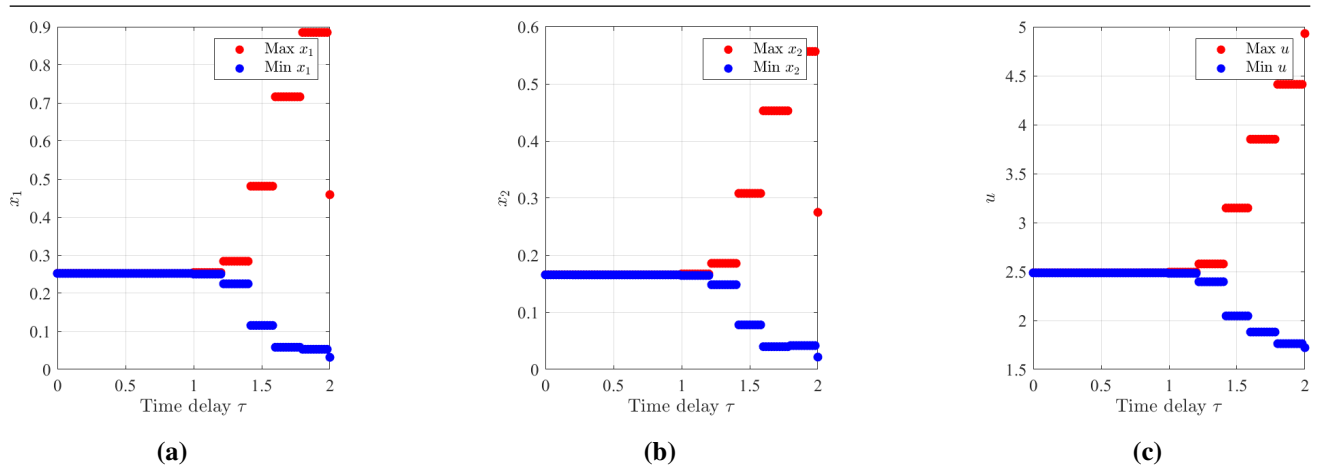 0.9
0.8
0.7
0.6
0.5
0.4
0.3
0.2
0.1
0
x₁
Max x₁
Min x₁
0 0.5 1 1.5 2
Time delay τ
(a)
0.6
0.5
0.4
0.3
0.2
0.1
0
x₂
Max x₂
Min x₂
0 0.5 1 1.5 2
Time delay τ
(b)
5
4.5
4
3.5
3
2.5
2
1.5
u
Max u
Min u
0 0.5 1 1.5 2
Time delay τ
(c)